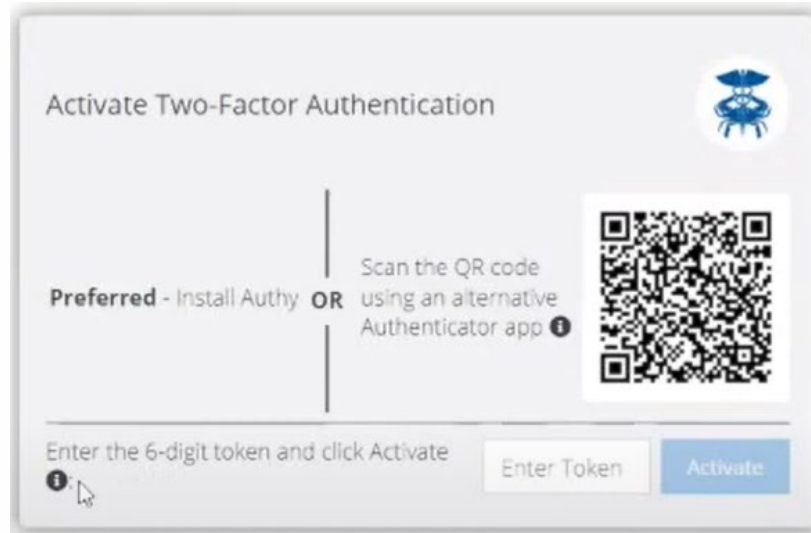 Activate Two-Factor Authentication
Preferred - Install Authy OR
Scan the QR code
using an alternative
Authenticator app
Enter the 6-digit token and click Activate
:
Enter Token
Activate